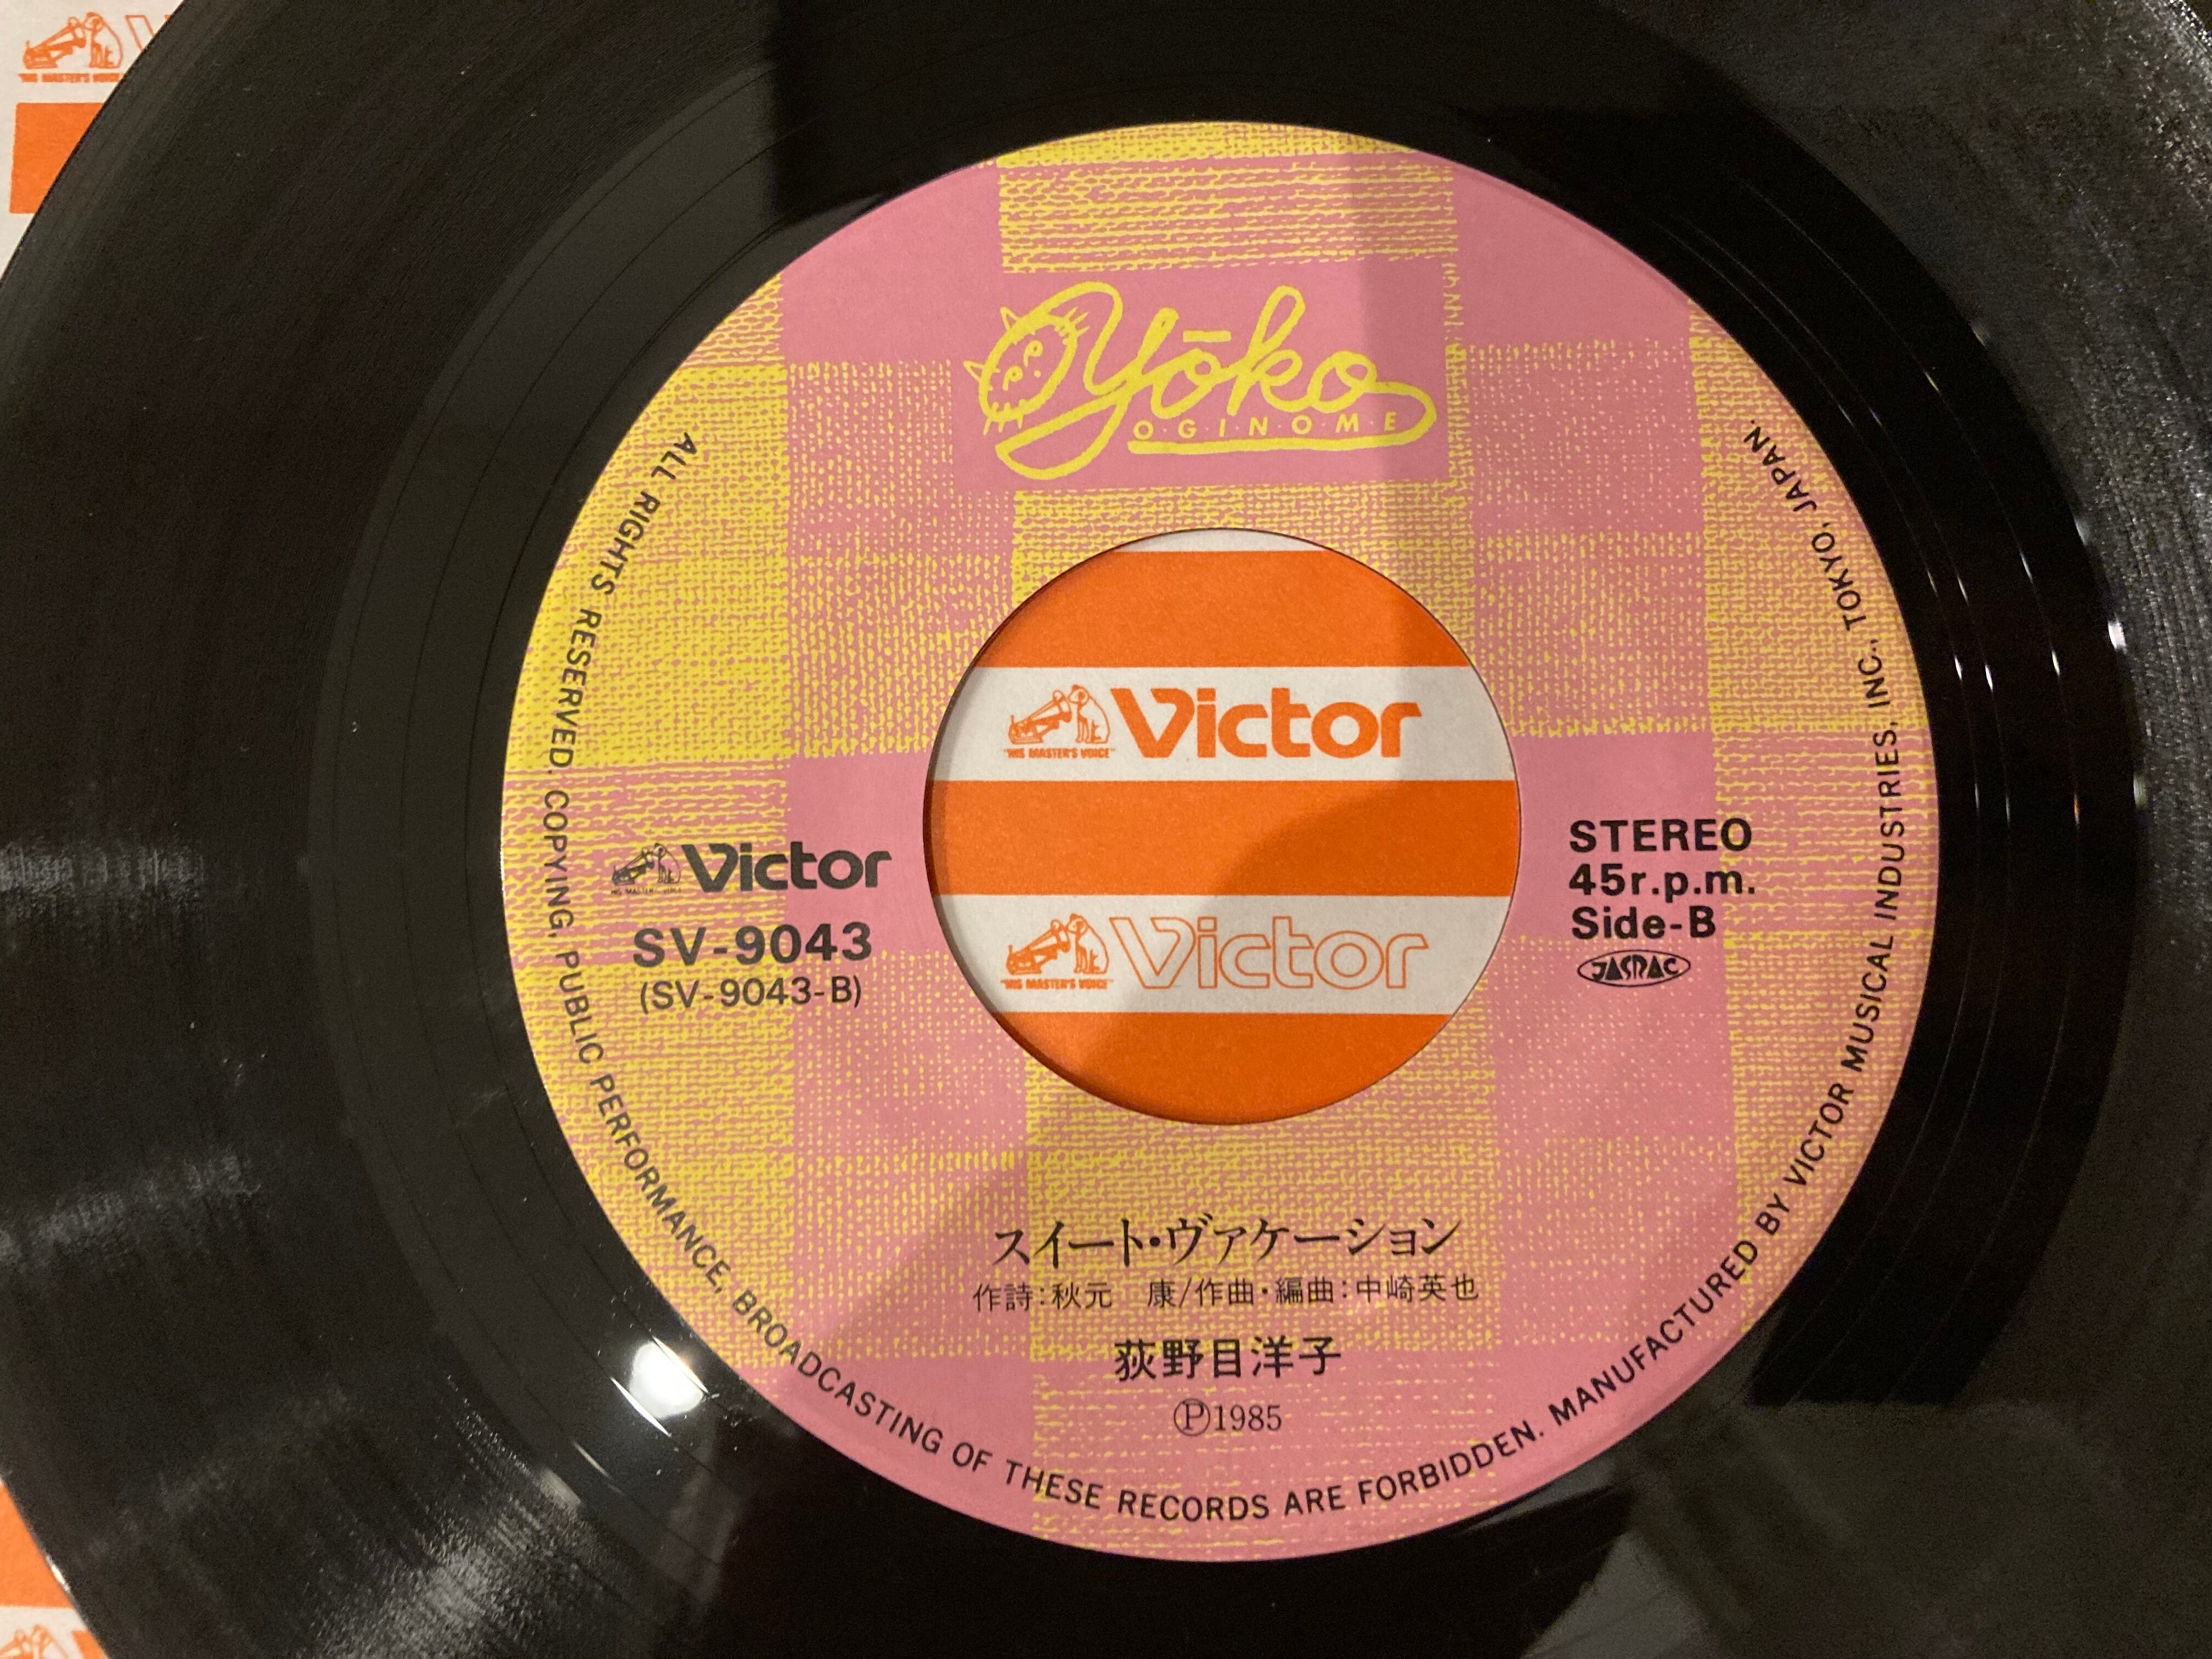 "HIS MASTER'S VOICE"
Yōko
OGINOME
"HIS MASTER'S VOICE" Victor
"HIS MASTER'S VOICE" Victor
Victor
SV-9043
(SV-9043-B)
STEREO
45r.p.m.
Side-B
JASRAC
スイート・ヴァケーション
作詩:秋元 康/作曲・編曲:中崎英也
荻野目洋子
Ⓟ1985
ALL RIGHTS RESERVED. COPYING, PUBLIC PERFORMANCE, BROADCASTING OF THESE RECORDS ARE FORBIDDEN. MANUFACTURED BY VICTOR MUSICAL INDUSTRIES, INC., TOKYO, JAPAN.